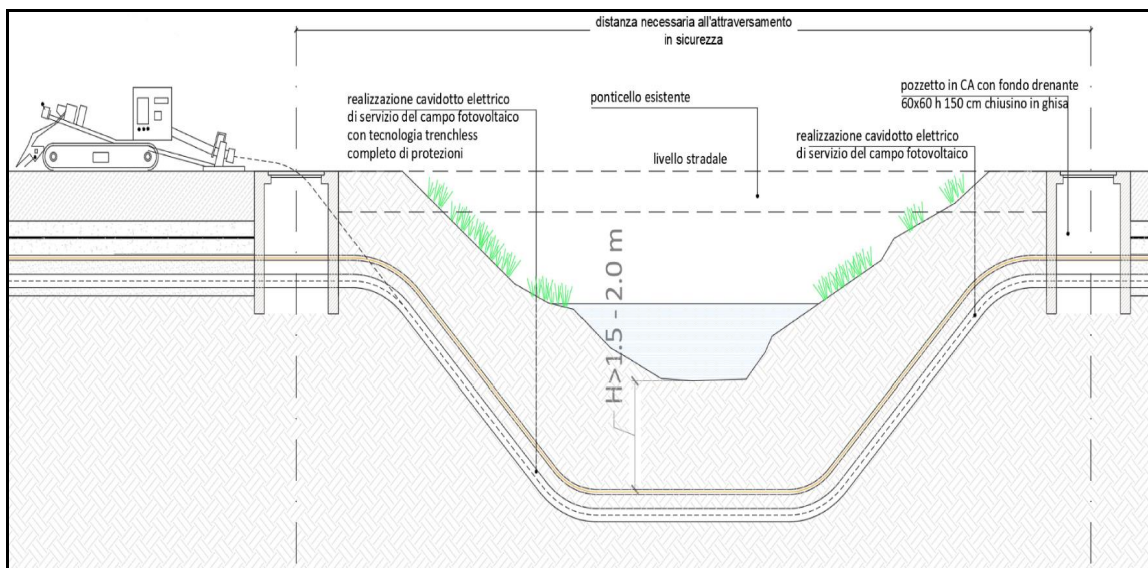 distanza necessaria all'attraversamento
in sicurezza
realizzazione cavidotto elettrico
di servizio del campo fotovoltaico
con tecnologia trenchless
completo di protezioni
ponticello esistente
livello stradale
pozzetto in CA con fondo drenante
60x60 h 150 cm chiusino in ghisa
realizzazione cavidotto elettrico
di servizio del campo fotovoltaico
H>1.5 - 2.0 m